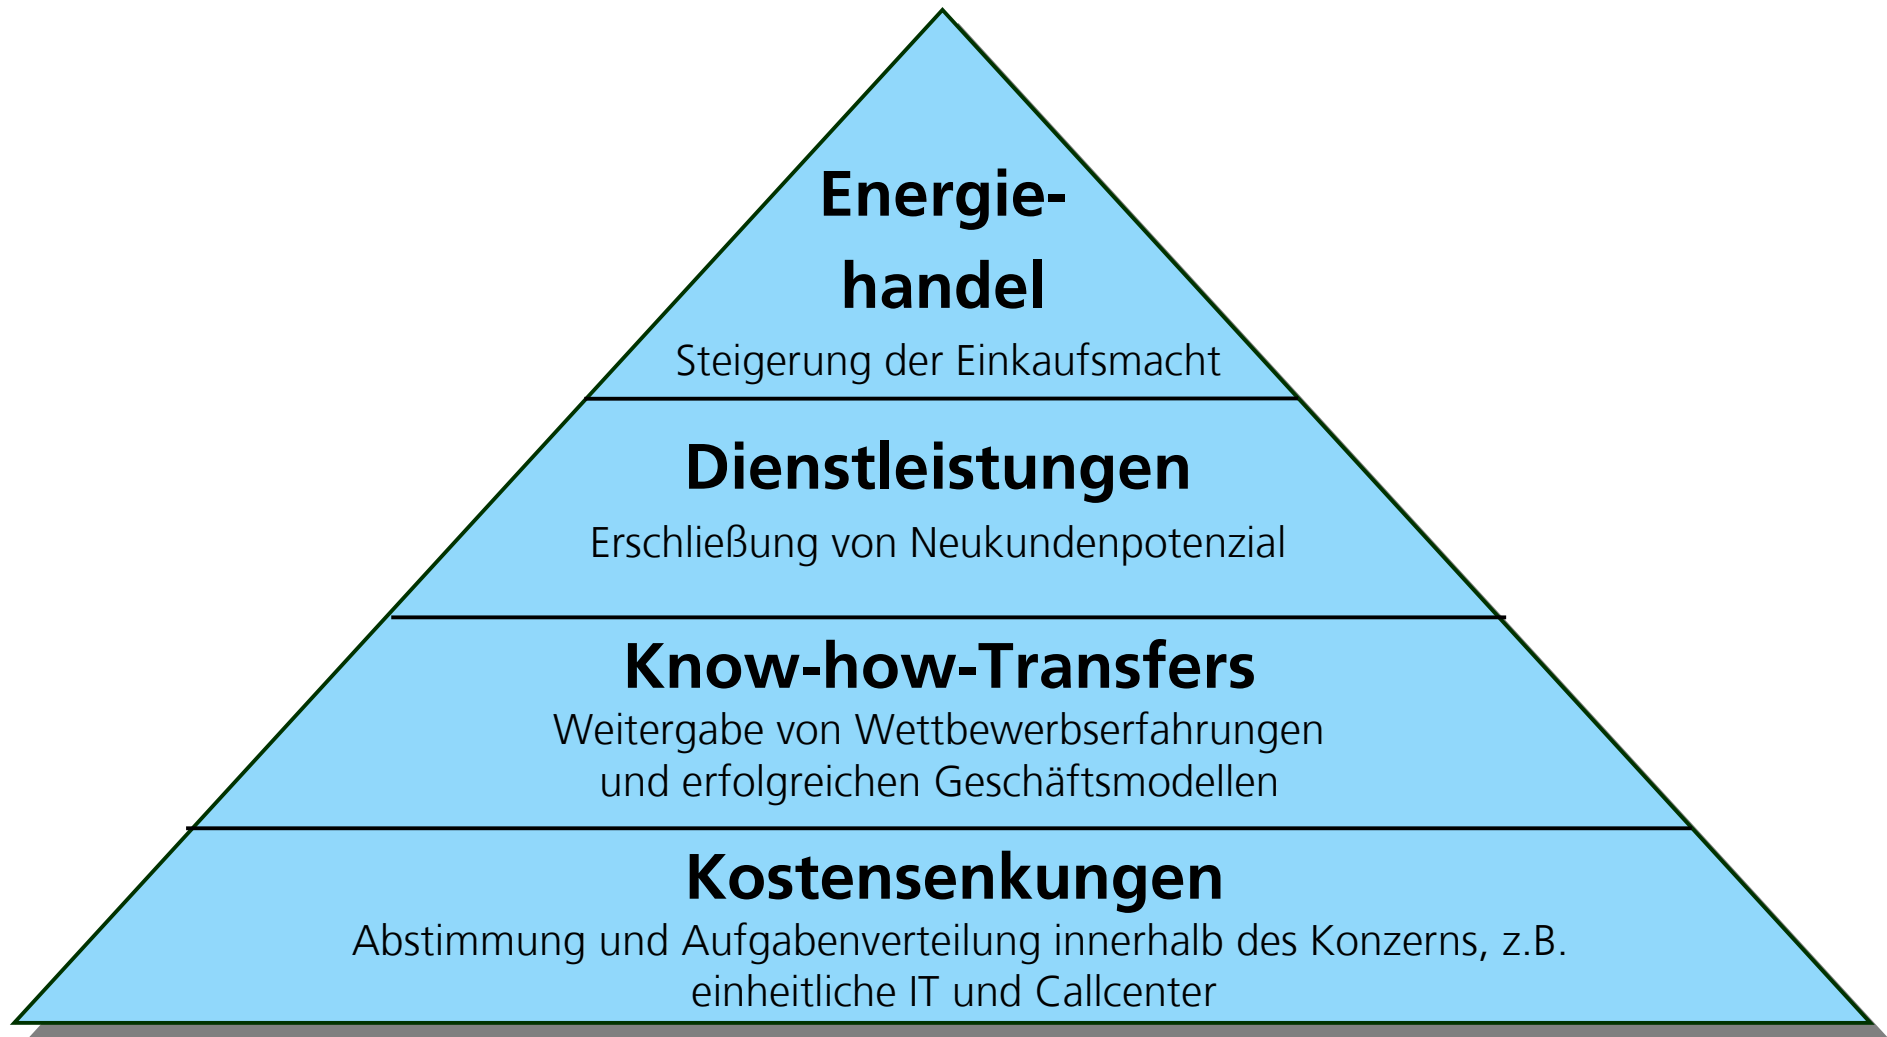 Energie-
handel
Steigerung der Einkaufsmacht
Dienstleistungen
Erschließung von Neukundenpotenzial
Know-how-Transfers
Weitergabe von Wettbewerbserfahrungen
und erfolgreichen Geschäftsmodellen
Kostensenkungen
Abstimmung und Aufgabenverteilung innerhalb des Konzerns, z.B.
einheitliche IT und Callcenter